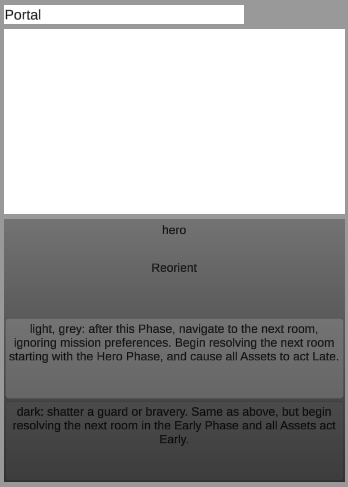 Portal
hero
Reorient
light, grey: after this Phase, navigate to the next room,
ignoring mission preferences. Begin resolving the next room
starting with the Hero Phase, and cause all Assets to act Late.
dark: shatter a guard or bravery. Same as above, but begin
resolving the next room in the Early Phase and all Assets act
Early.